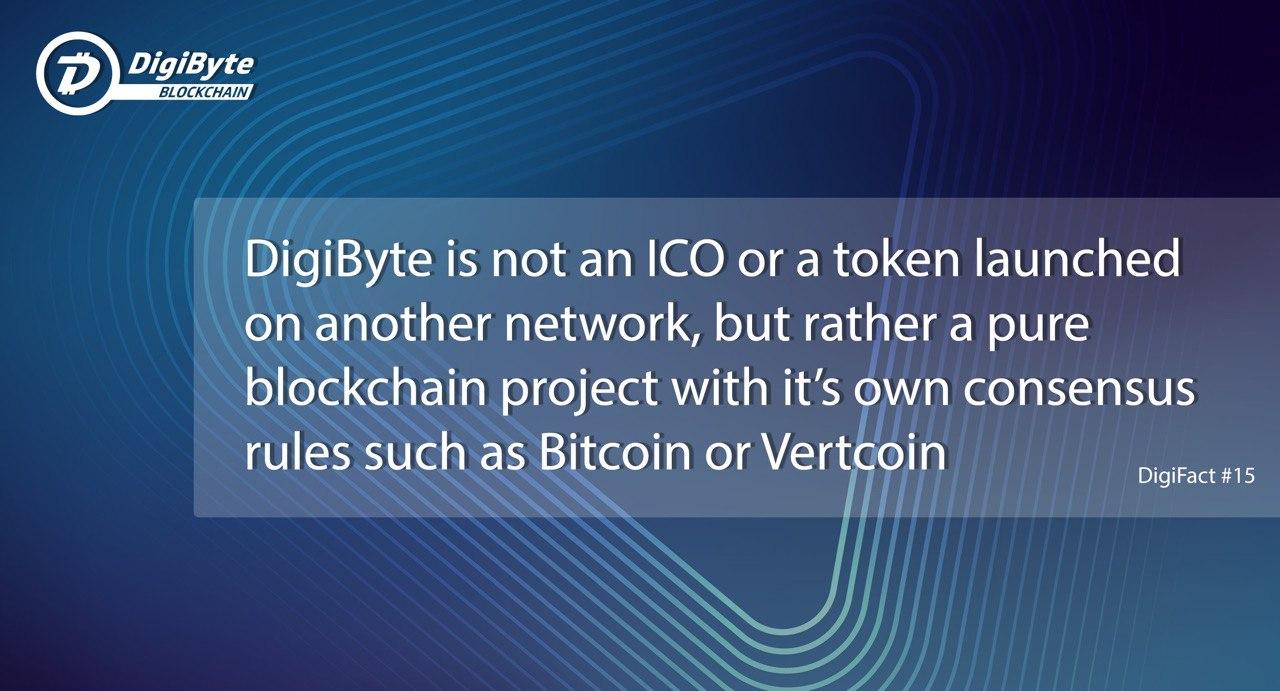 DigiByte
BLOCKCHAIN
DigiByte is not an ICO or a token launched
on another network, but rather a pure
blockchain project with it’s own consensus
rules such as Bitcoin or Vertcoin
DigiFact #15